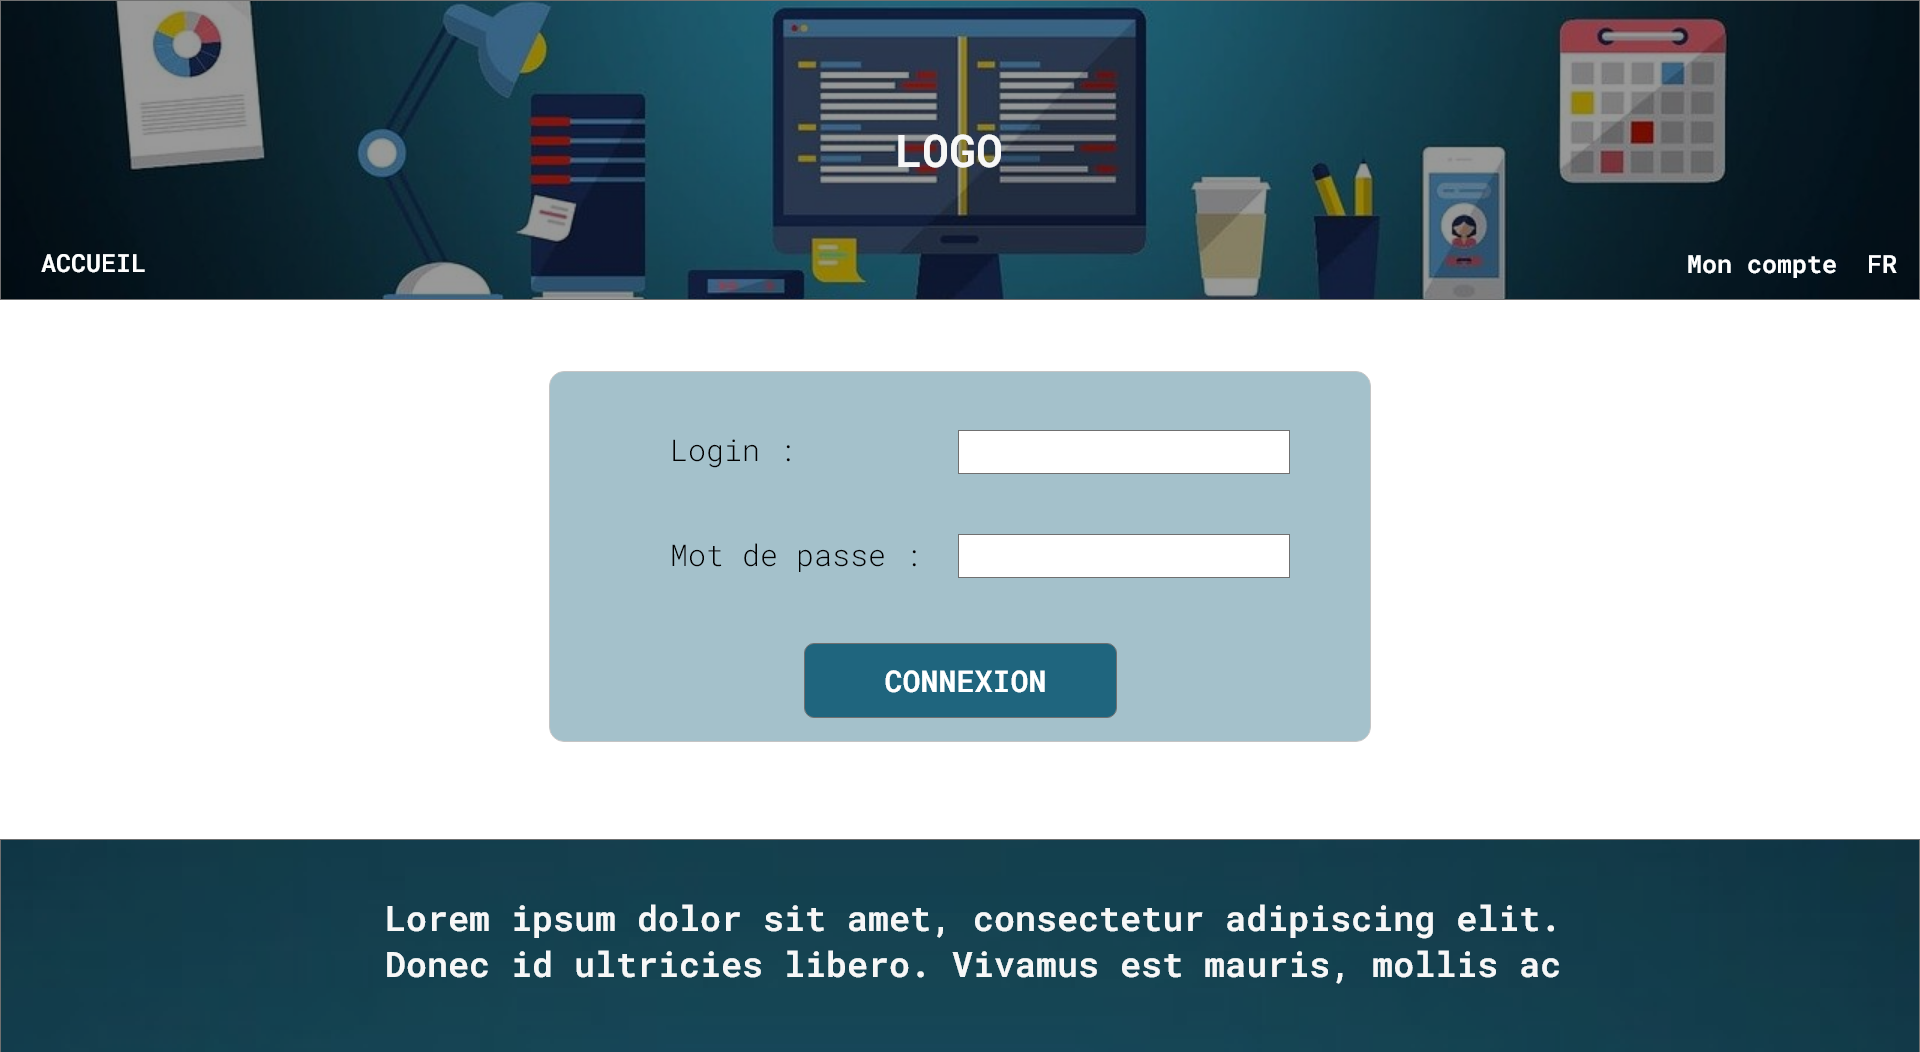 LOGO
ACCUEIL
Mon compte FR
Login :
Mot de passe :
CONNEXION
Lorem ipsum dolor sit amet, consectetur adipiscing elit.
Donec id ultricies libero. Vivamus est mauris, mollis ac